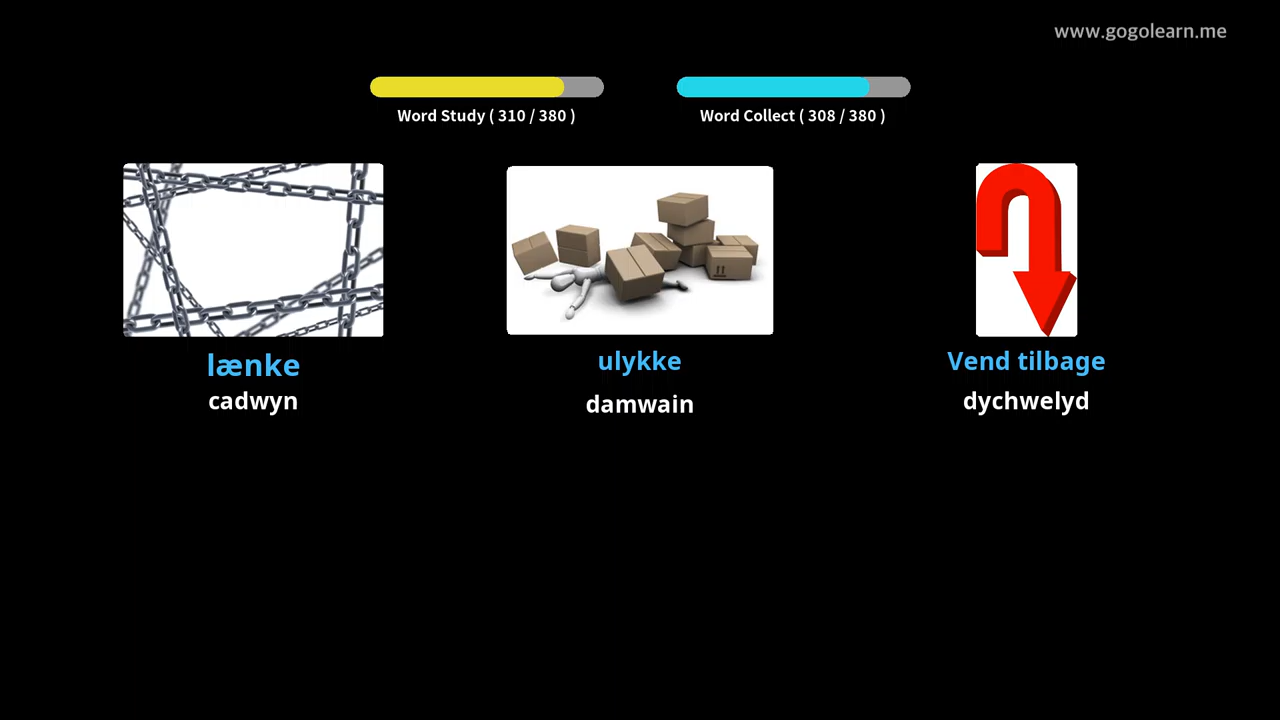 www.gogolearn.me
Word Study ( 310 / 380 )
Word Collect ( 308 / 380 )
lænke
cadwyn
ulykke
damwain
Vend tilbage
dychwelyd